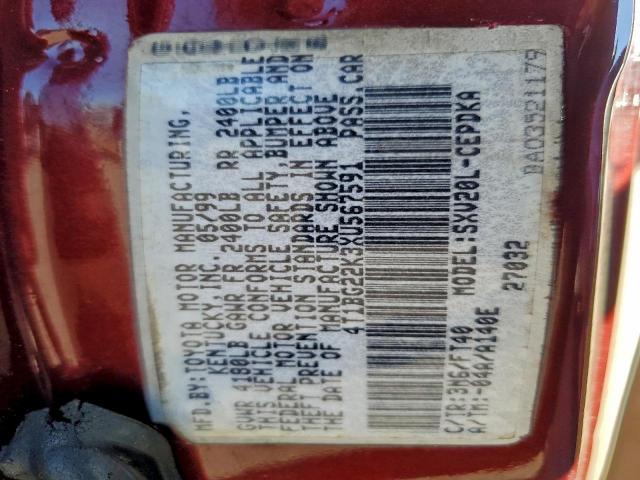 MFD.BY:TOYOTA MOTOR MANUFACTURING,
KENTUCKY,INC. 05/99
GVWR 4180LB GAWR FR 2400LB RR 2400LB
THIS VEHICLE CONFORMS TO ALL APPLICABLE
FEDERAL MOTOR VEHICLE SAFETY,BUMPER AND
THEFT PREVENTION STANDARDS IN EFFECT ON
THE DATE OF MANUFACTURE SHOWN ABOVE
4T1BG22K3XU567591 PASS.CAR
C/TR:3N6/FT40 MODEL:SXV20L-CEPDKA
A/TM:-04A/A140E 27032
BA03521179